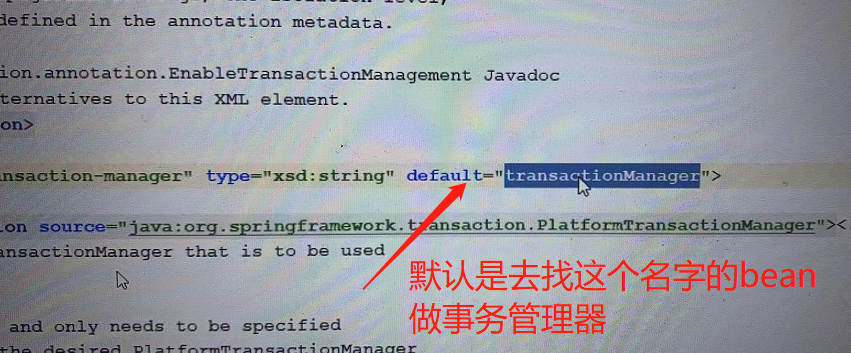 defined in the annotation metadata.
ion.annotation.EnableTransactionManagement Javadoc
ternatives to this XML element.
on>
nsaction-manager" type="xsd:string" default="transactionManager">
ion source="java:org.springframework.transaction.PlatformTransactionManager"><
ansactionManager that is to be used
默认是去找这个名字的bean
做事务管理器
and only needs to be specified
the desired PlatformTransactionManager